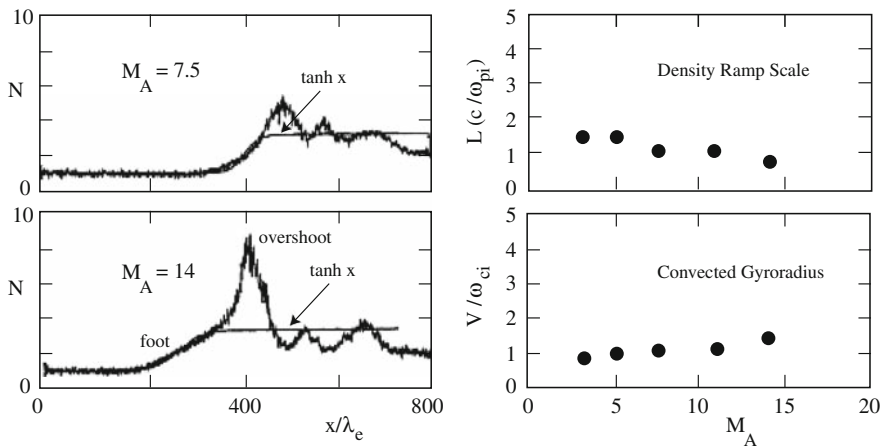 10
M_A = 7.5
tanh x
N
0
10
overshoot
M_A = 14
tanh x
N
foot
0
0 400 800
x/λ_e
5
4
Density Ramp Scale
3
2
1
0
L (c/ω_pi)
5
4
Convected Gyroradius
3
2
1
0
V/ω_ci
0 5 10 15 20
M_A